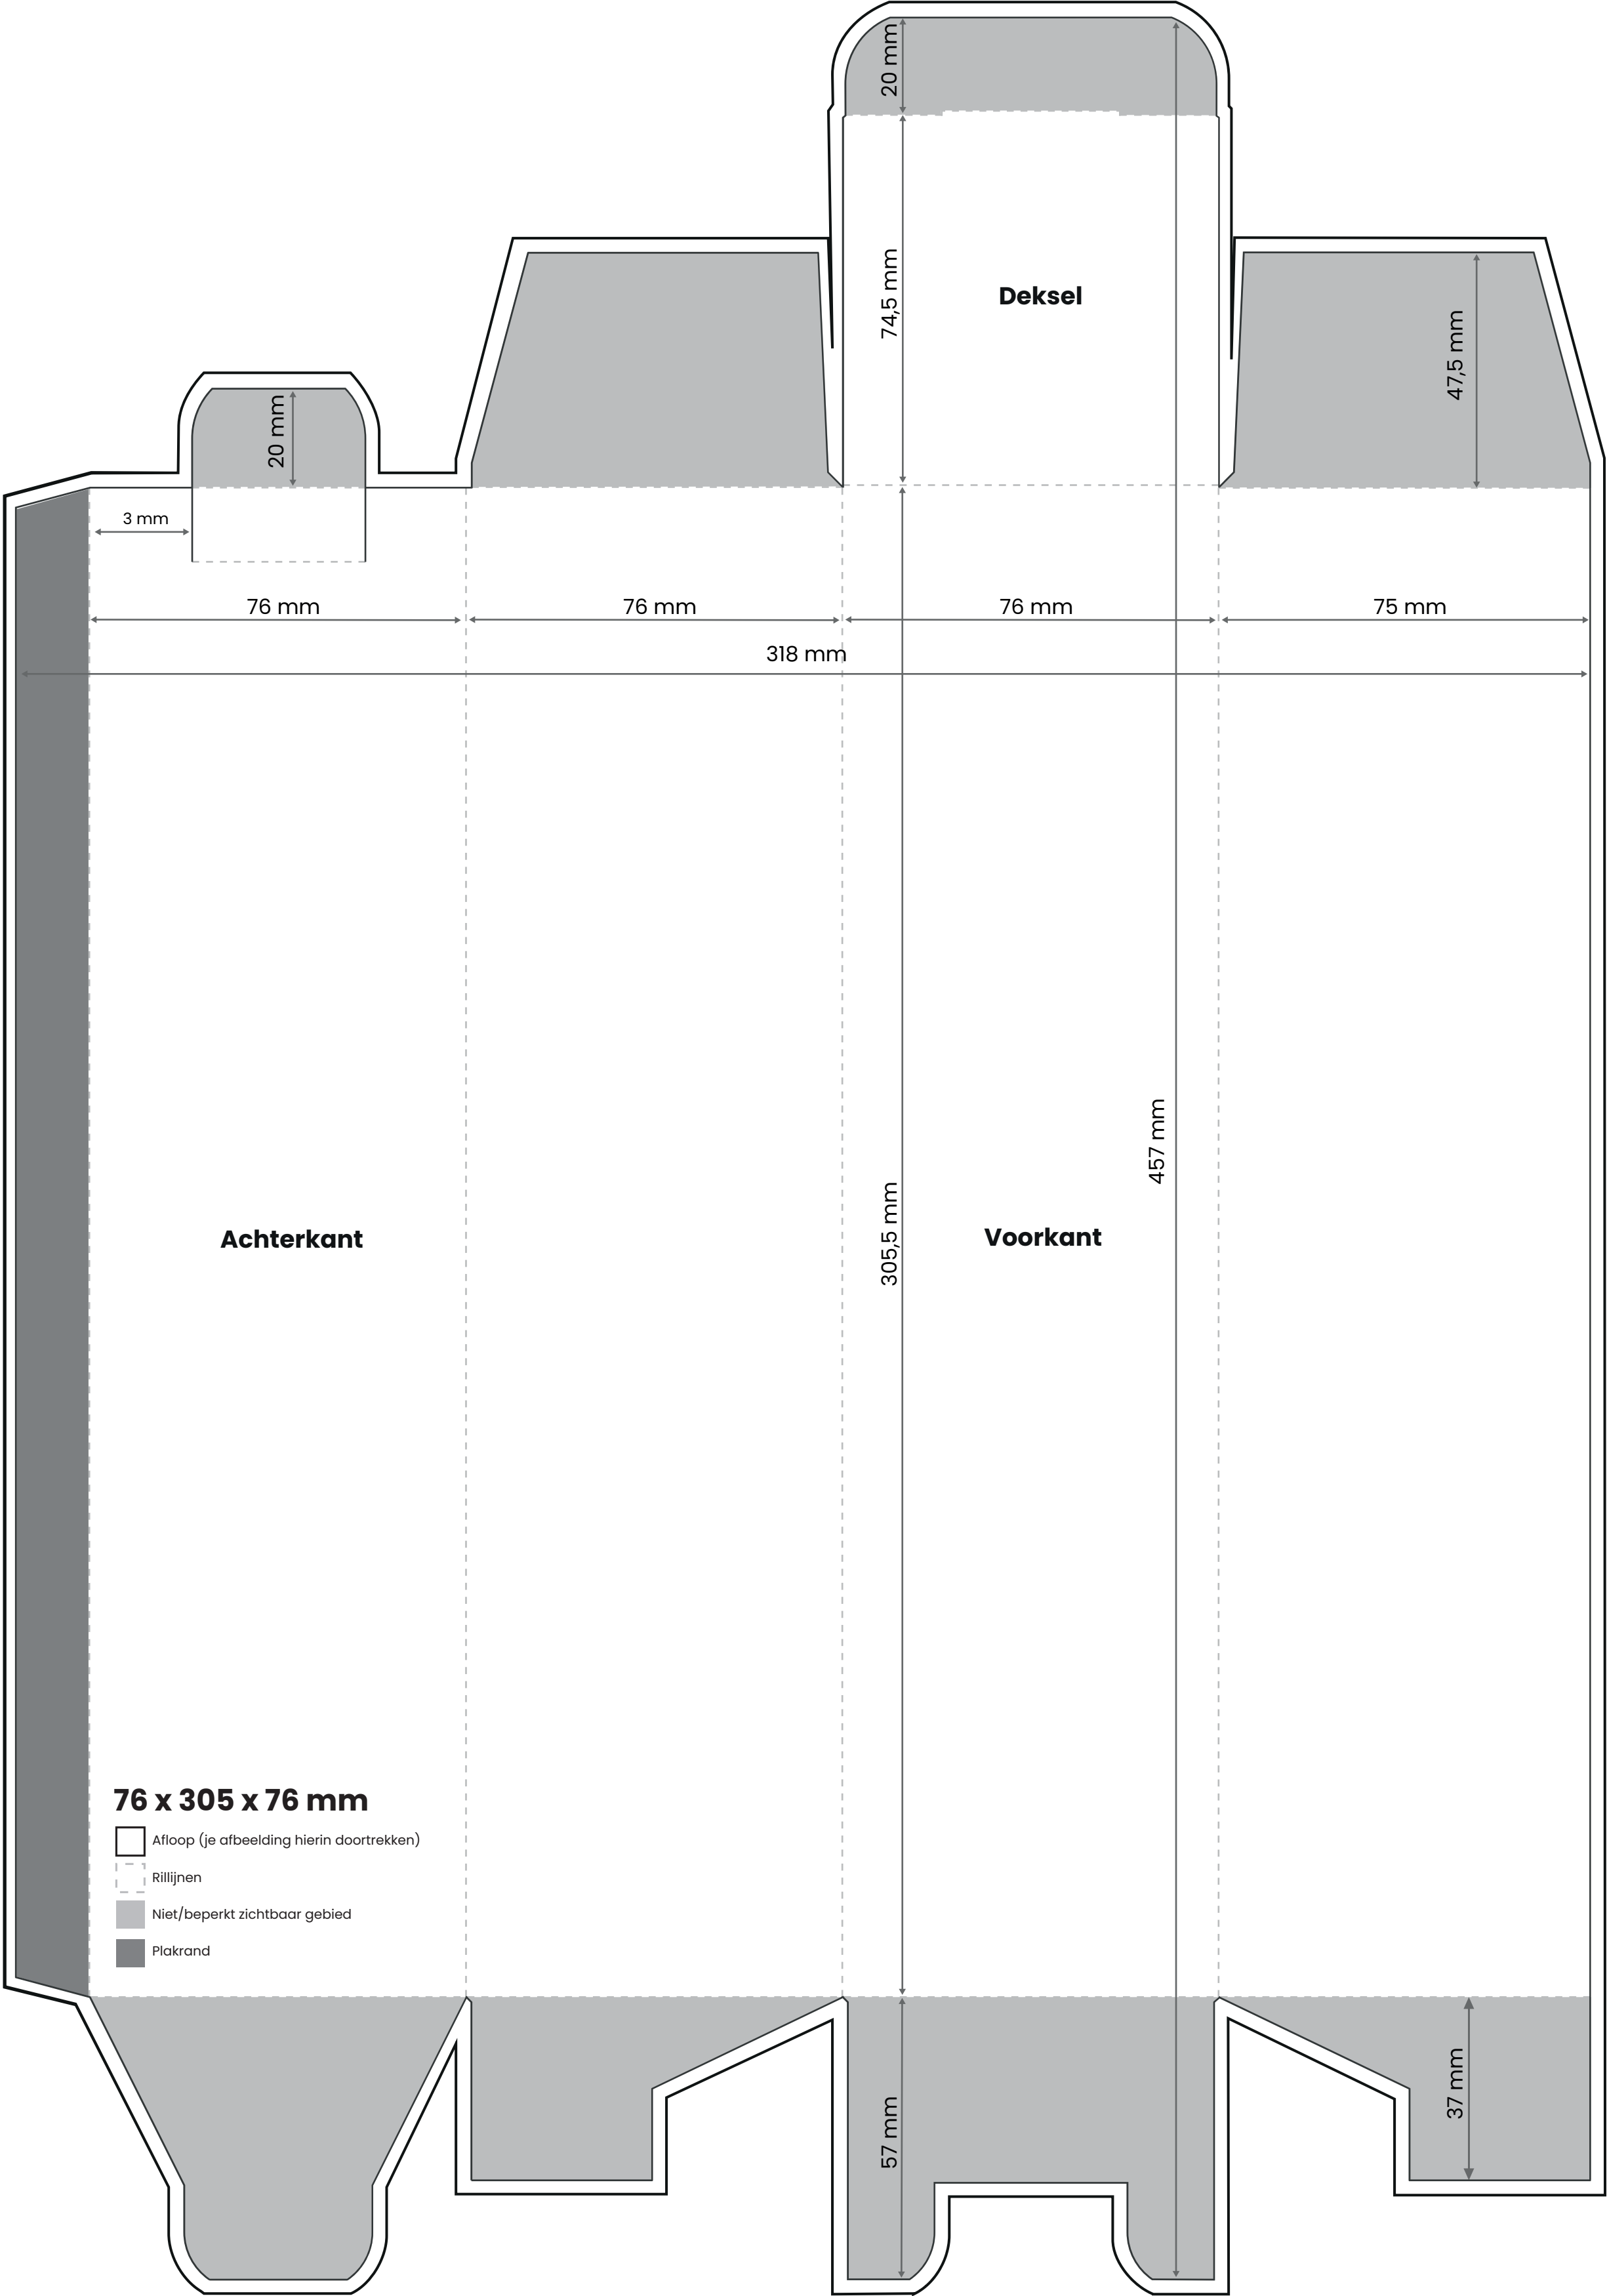 20 mm
74,5 mm
Deksel
47,5 mm
20 mm
3 mm
76 mm
76 mm
76 mm
75 mm
318 mm
457 mm
305,5 mm
Achterkant
Voorkant
76 x 305 x 76 mm
Afloop (je afbeelding hierin doortrekken)
Rillijnen
Niet/beperkt zichtbaar gebied
Plakrand
57 mm
37 mm